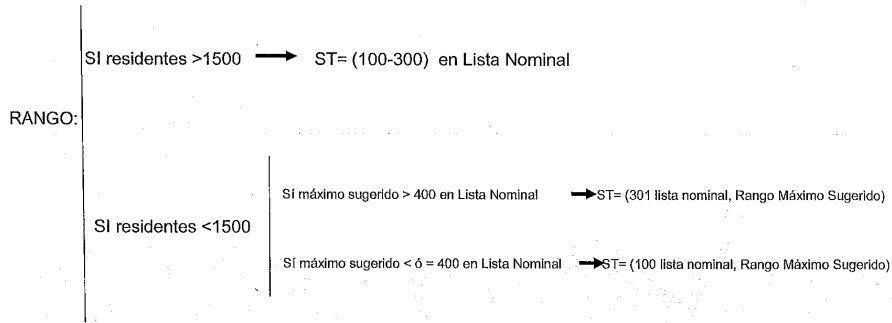 SI residentes >1500 → ST= (100-300) en Lista Nominal
RANGO:
Sí máximo sugerido > 400 en Lista Nominal → ST= (301 lista nominal, Rango Máximo Sugerido)
SI residentes <1500
Sí máximo sugerido < ó = 400 en Lista Nominal → ST= (100 lista nominal, Rango Máximo Sugerido)